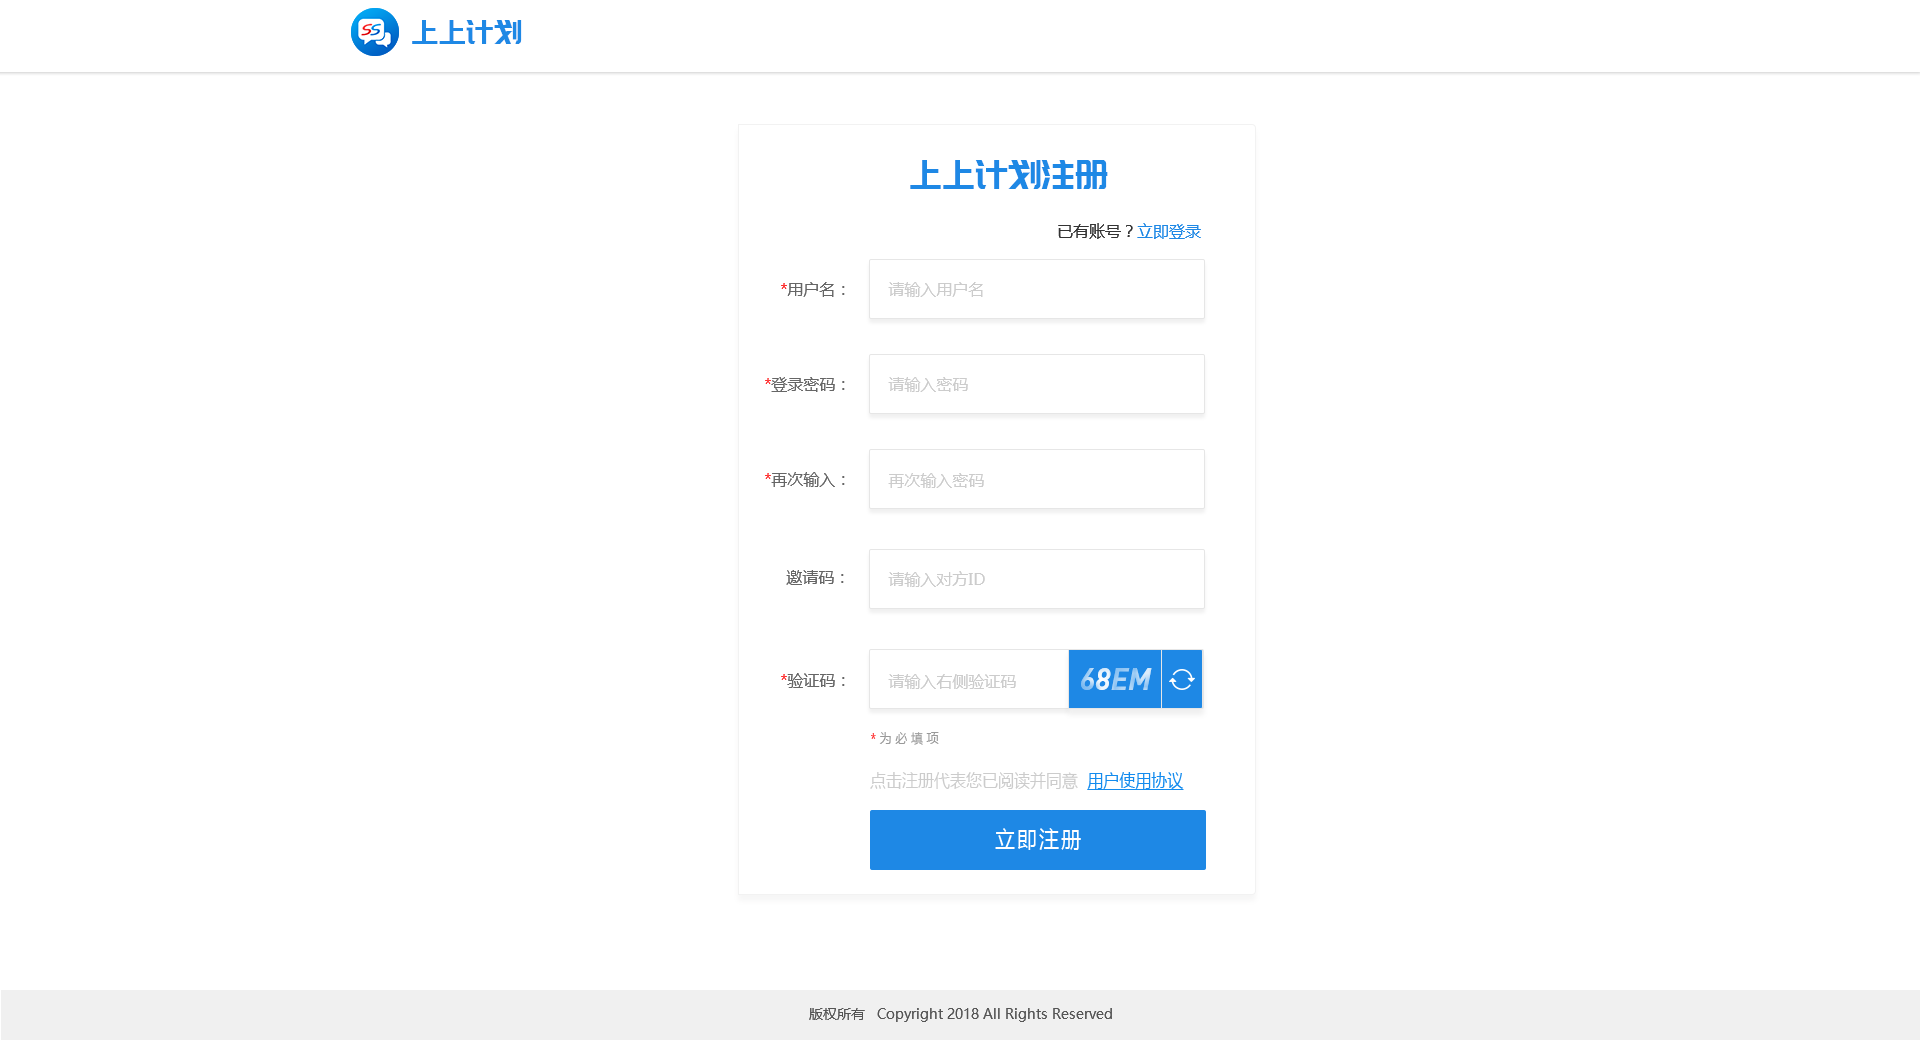 SS 上上计划
上上计划注册
已有账号？立即登录
*用户名： 请输入用户名
*登录密码： 请输入密码
*再次输入： 再次输入密码
邀请码： 请输入对方ID
*验证码： 请输入右侧验证码 68EM
* 为必填项
点击注册代表您已阅读并同意 用户使用协议
立即注册
版权所有 Copyright 2018 All Rights Reserved